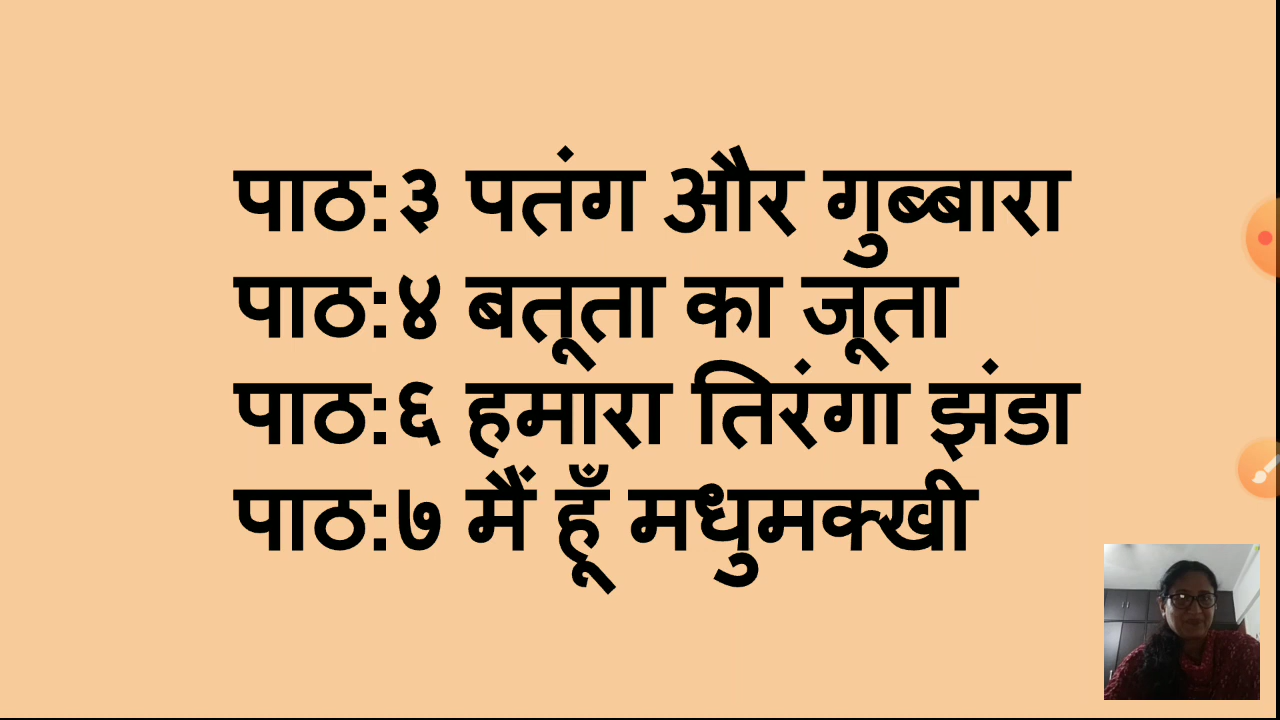 पाठ:३ पतंग और गुब्बारा
पाठ:४ बतूता का जूता
पाठ:६ हमारा तिरंगा झंडा
पाठ:७ मैं हूँ मधुमक्खी